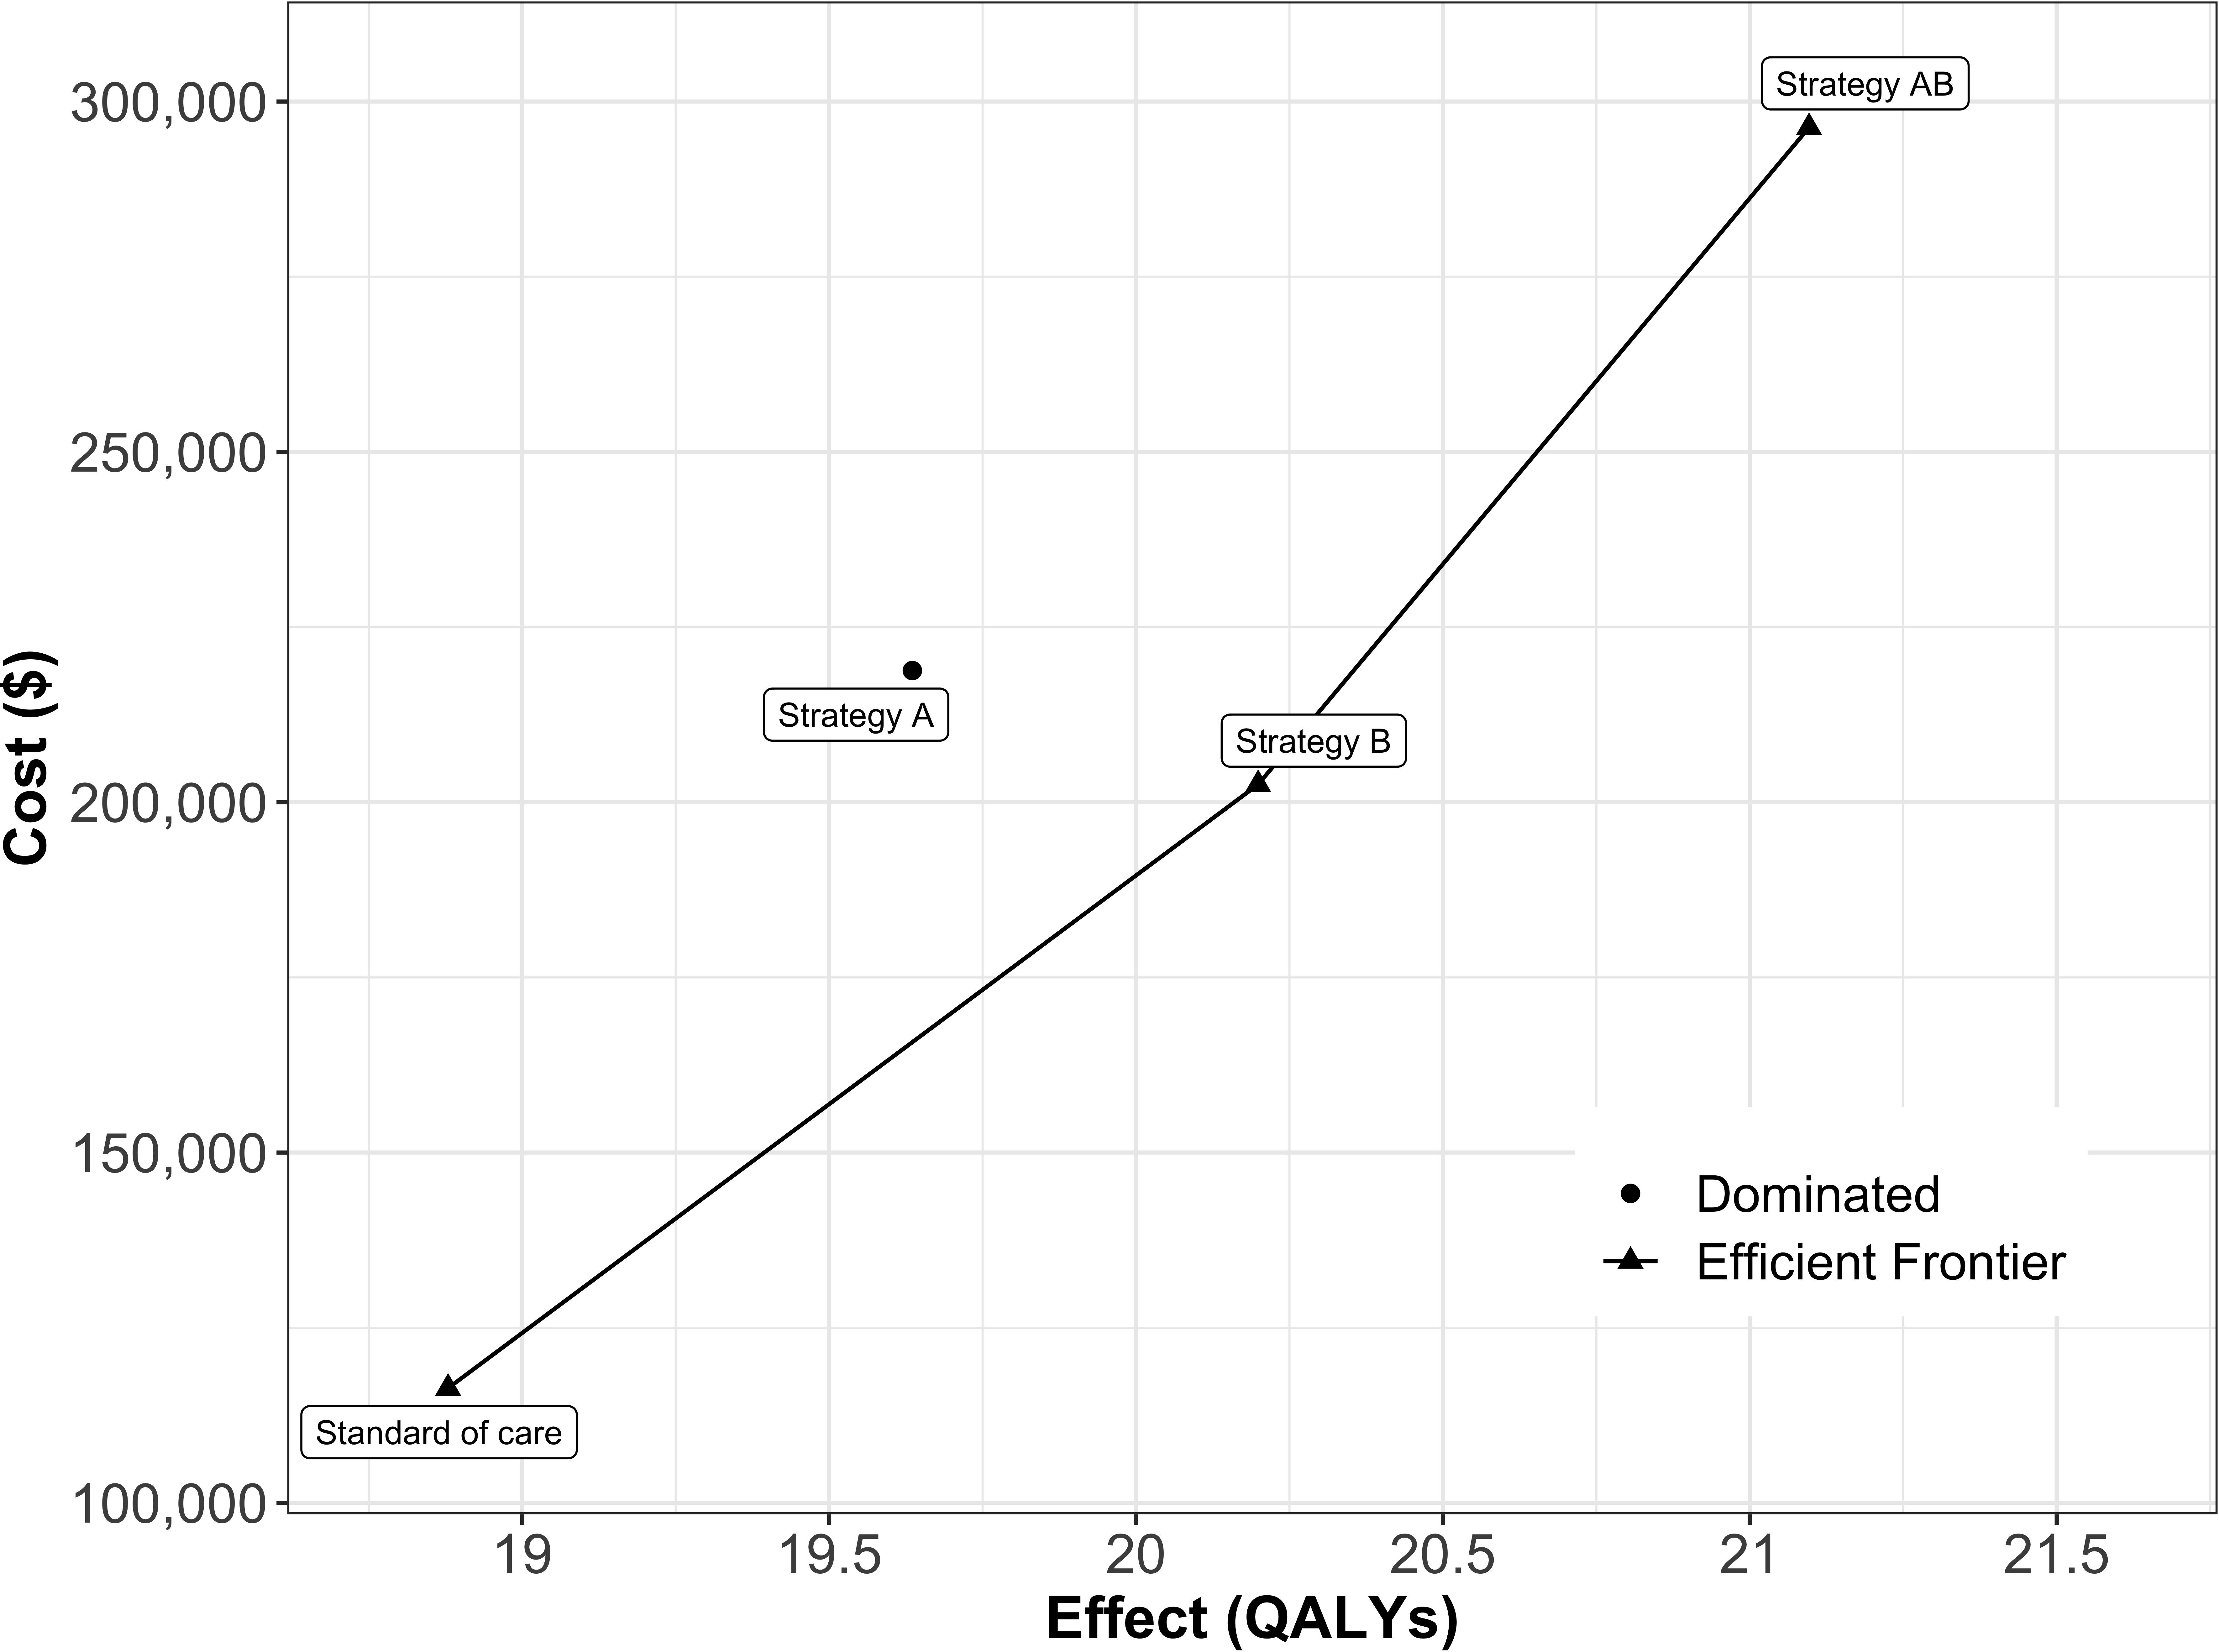 300,000
250,000
200,000
150,000
100,000
Cost ($)
Strategy AB
Strategy A
Strategy B
Dominated
Efficient Frontier
Standard of care
19
19.5
20
20.5
21
21.5
Effect (QALYs)